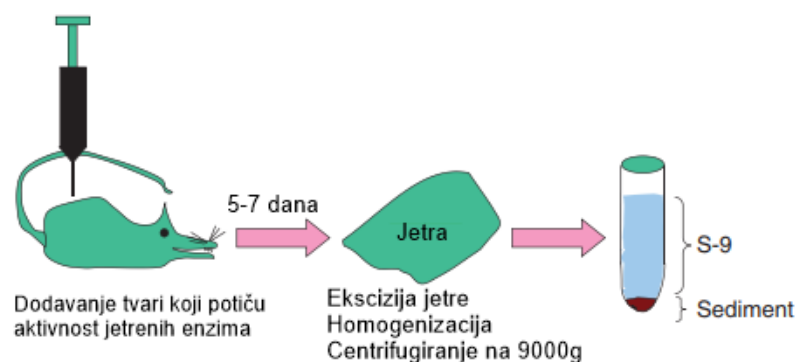 5-7 dana
Jetra
S-9
Sediment
Dodavanje tvari koji potiču
aktivnost jetrenih enzima
Ekscizija jetre
Homogenizacija
Centrifugiranje na 9000g